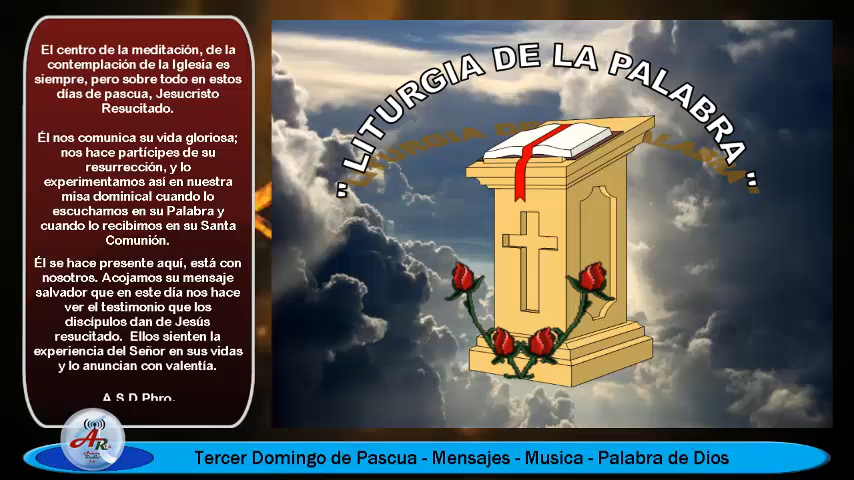 El centro de la meditación, de la
contemplación de la Iglesia es
siempre, pero sobre todo en estos
días de pascua, Jesucristo
Resucitado.
Él nos comunica su vida gloriosa;
nos hace partícipes de su
resurrección, y lo
experimentamos así en nuestra
misa dominical cuando lo
escuchamos en su Palabra y
cuando lo recibimos en su Santa
Comunión.
Él se hace presente aquí, está con
nosotros. Acojamos su mensaje
salvador que en este día nos hace
ver el testimonio que los
discípulos dan de Jesús
resucitado. Ellos sienten la
experiencia del Señor en sus vidas
y lo anuncian con valentía.
A.S.D Pbro.
"LITURGIA DE LA PALABRA"
AR
Tercer Domingo de Pascua - Mensajes - Musica - Palabra de Dios